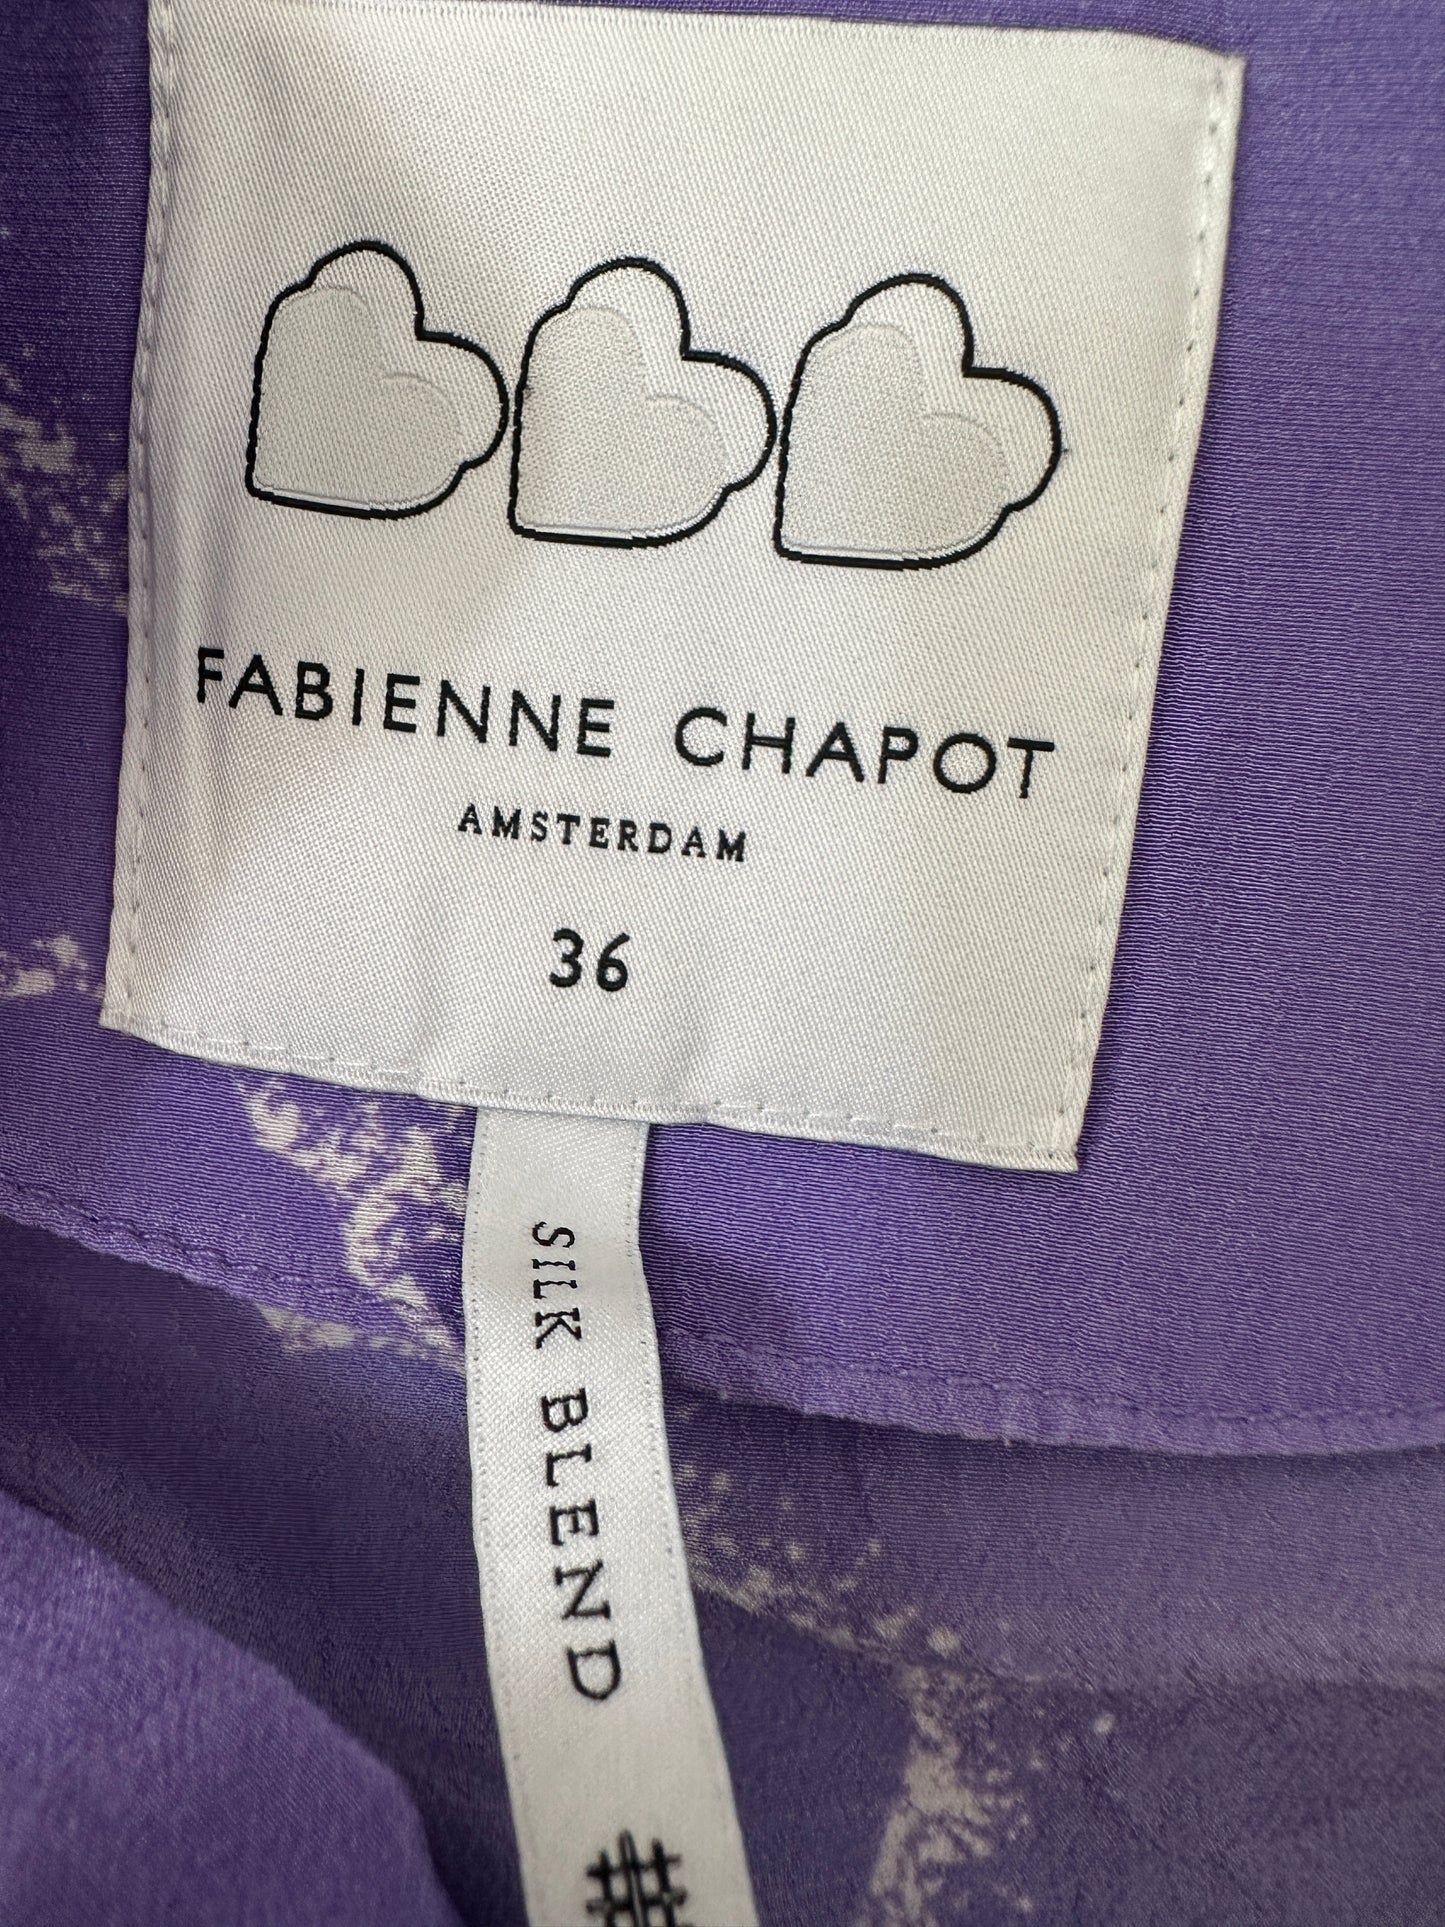 FABIENNE CHAPOT
AMSTERDAM
36
SILK BLEND